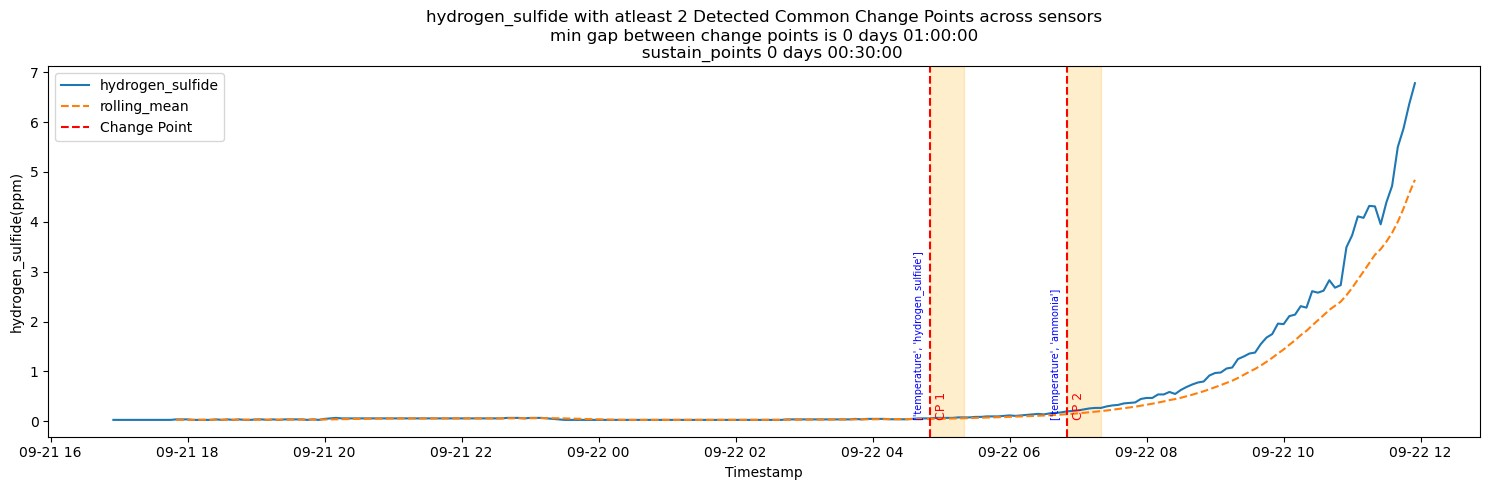 hydrogen_sulfide with atleast 2 Detected Common Change Points across sensors
min gap between change points is 0 days 01:00:00
sustain_points 0 days 00:30:00
hydrogen_sulfide
rolling_mean
Change Point
hydrogen_sulfide(ppm)
7
6
5
4
3
2
1
0
['temperature', 'hydrogen_sulfide']
CP 1
['temperature', 'ammonia']
CP 2
09-21 16
09-21 18
09-21 20
09-21 22
09-22 00
09-22 02
09-22 04
09-22 06
09-22 08
09-22 10
09-22 12
Timestamp